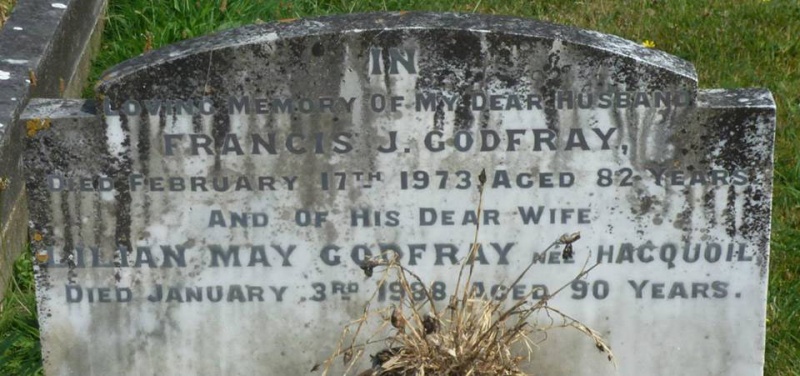 IN
LOVING MEMORY OF MY DEAR HUSBAND
FRANCIS J. GODFRAY,
DIED FEBRUARY 17TH 1973 AGED 82 YEARS.
AND OF HIS DEAR WIFE
LILIAN MAY GODFRAY NEÉ HACQUOIL
DIED JANUARY 3RD 1988 AGED 90 YEARS.